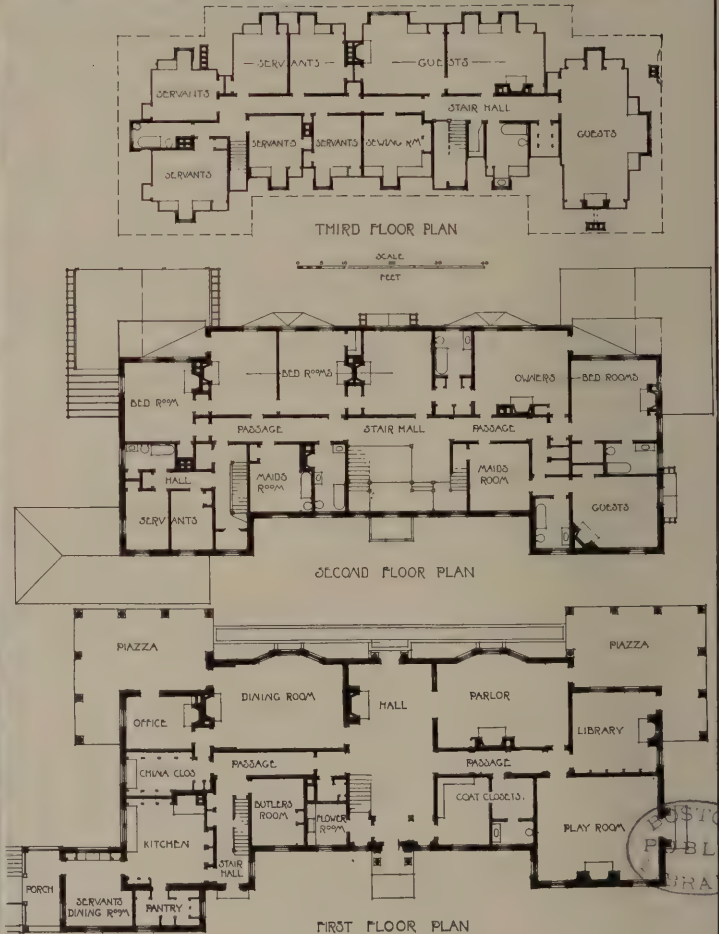 SERVANTS
GUESTS
SERVANTS
STAIR HALL
GUESTS
SERVANTS
SERVANTS
SEWING RM
SERVANTS
THIRD FLOOR PLAN
SCALE
FEET
BED ROOMS
OWNERS
BED ROOMS
BED ROOM
PASSAGE
STAIR HALL
PASSAGE
MAIDS
ROOM
MAIDS
ROOM
HALL
SERVANTS
GUESTS
SECOND FLOOR PLAN
PIAZZA
PIAZZA
DINING ROOM
HALL
PARLOR
OFFICE
LIBRARY
CHINA CLOS
PASSAGE
PASSAGE
COAT CLOSETS.
BUTLERS
ROOM
FLOWER
ROOM
PLAY ROOM
KITCHEN
STAIR
HALL
PORCH
SERVANTS
DINING ROOM
PANTRY
FIRST FLOOR PLAN